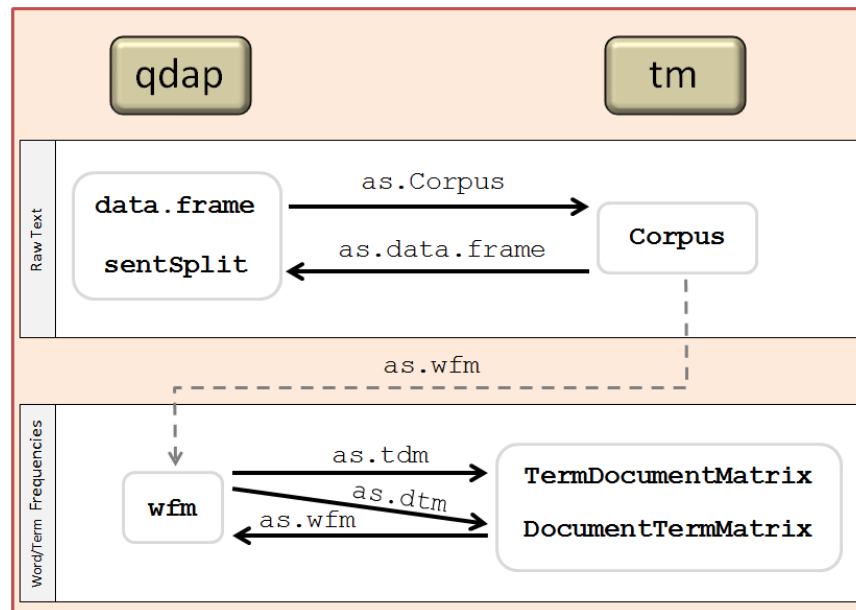 qdap
tm
Raw Text
data.frame
sentSplit
as.Corpus
as.data.frame
Corpus
as.wfm
Word/Term Frequencies
wfm
as.tdm
as.dtm
as.wfm
TermDocumentMatrix
DocumentTermMatrix